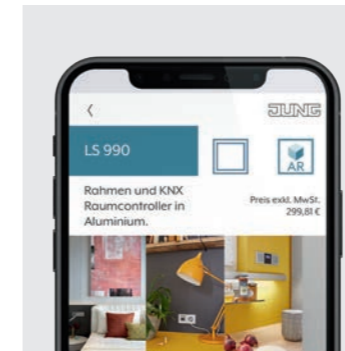 JUNG
LS 990
AR
Rahmen und KNX
Raumcontroller in
Aluminium.
Preis exkl. MwSt.
299,81 €